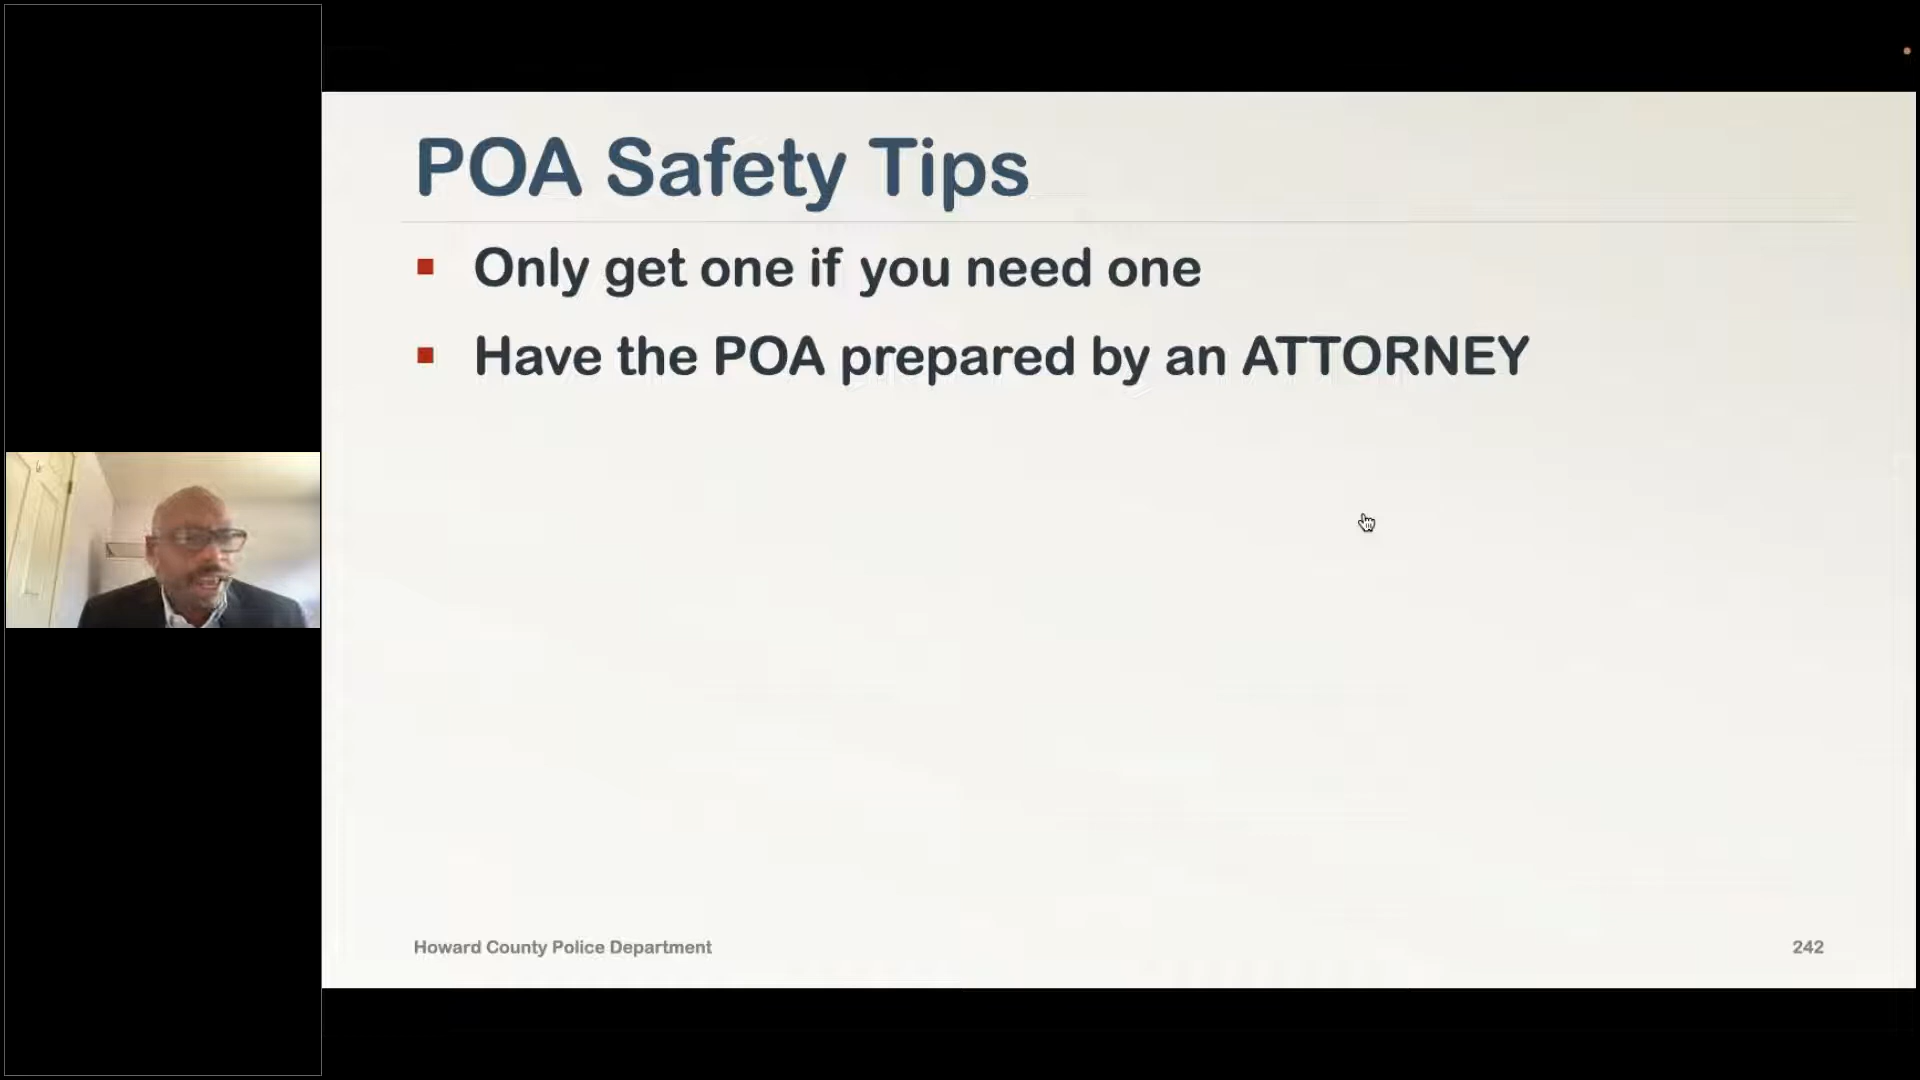 POA Safety Tips
Only get one if you need one
Have the POA prepared by an ATTORNEY
Howard County Police Department
242